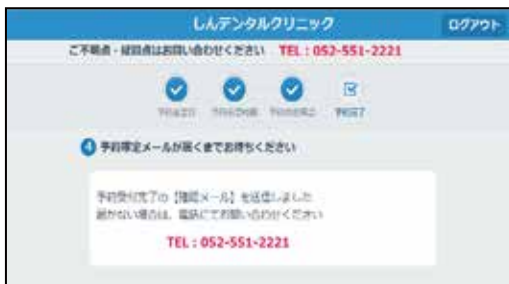 しんデンタルクリニック
ログアウト
ご不明点・疑問点はお問い合わせください TEL : 052-551-2221
予約完了
4 予約確定メールが届くまでお待ちください
予約受付完了の【確認メール】を送信しました
届かない場合は、電話にてお問い合わせください
TEL : 052-551-2221